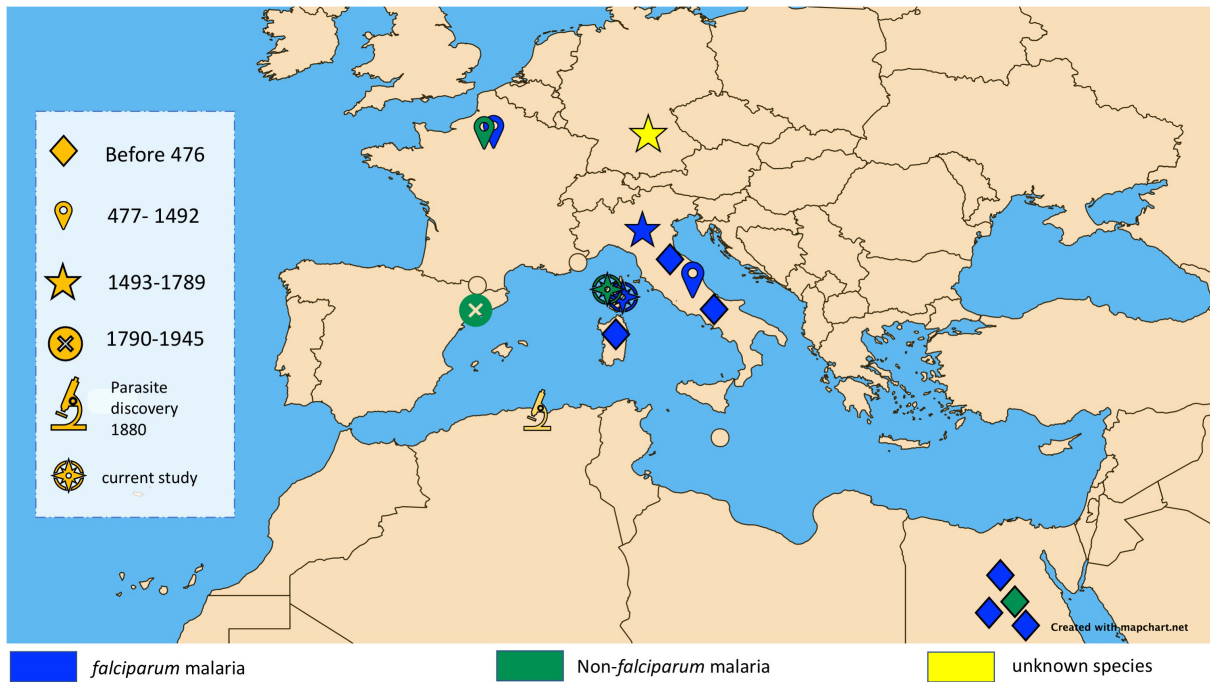 Before 476
477- 1492
1493-1789
1790-1945
Parasite
discovery
1880
current study
Created with mapchart.net
falciparum malaria
Non-falciparum malaria
unknown species